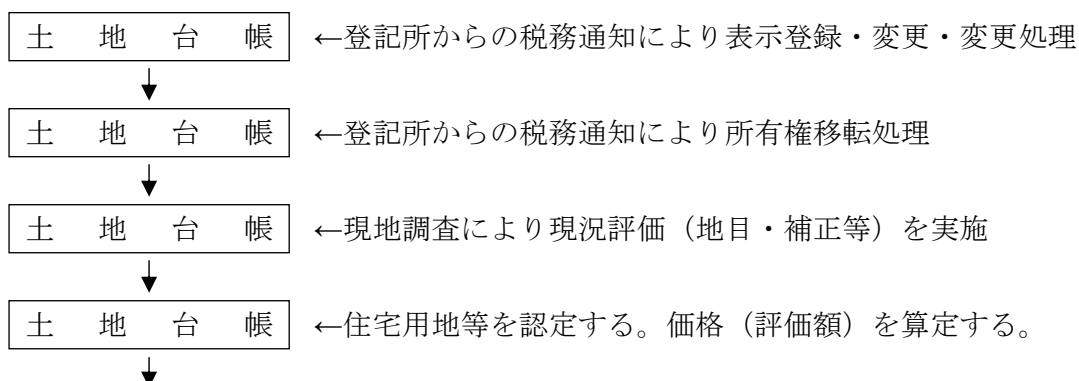 土地台帳 ←登記所からの税務通知により表示登録・変更・変更処理
土地台帳 ←登記所からの税務通知により所有権移転処理
土地台帳 ←現地調査により現況評価（地目・補正等）を実施
土地台帳 ←住宅用地等を認定する。価格（評価額）を算定する。